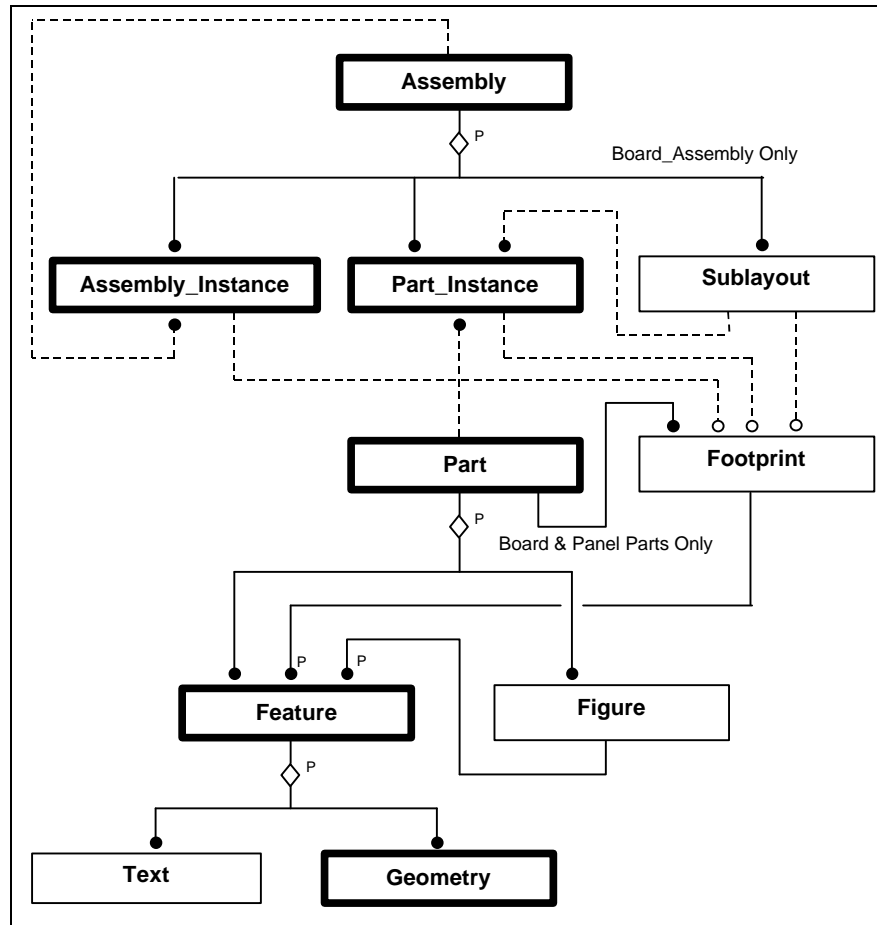 Assembly
P
Board_Assembly Only
Assembly_Instance
Part_Instance
Sublayout
Part
Footprint
P
Board & Panel Parts Only
P
P
Feature
Figure
P
Text
Geometry